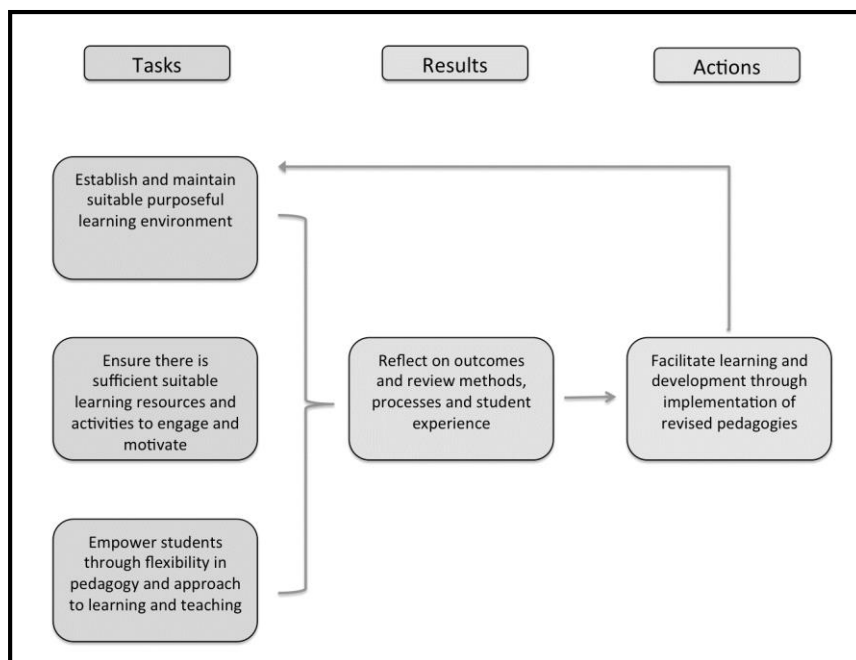 Tasks
Results
Actions
Establish and maintain
suitable purposeful
learning environment
Ensure there is
sufficient suitable
learning resources and
activities to engage and
motivate
Reflect on outcomes
and review methods,
processes and student
experience
Facilitate learning and
development through
implementation of
revised pedagogies
Empower students
through flexibility in
pedagogy and approach
to learning and teaching